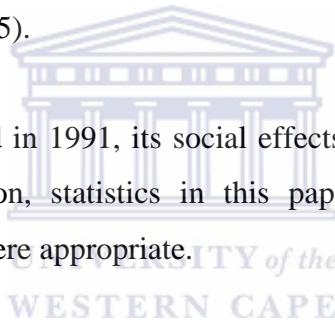 5).
in 1991, its social effects
on, statistics in this pap
ere appropriate.
UNIVERSITY of the
WESTERN CAPE